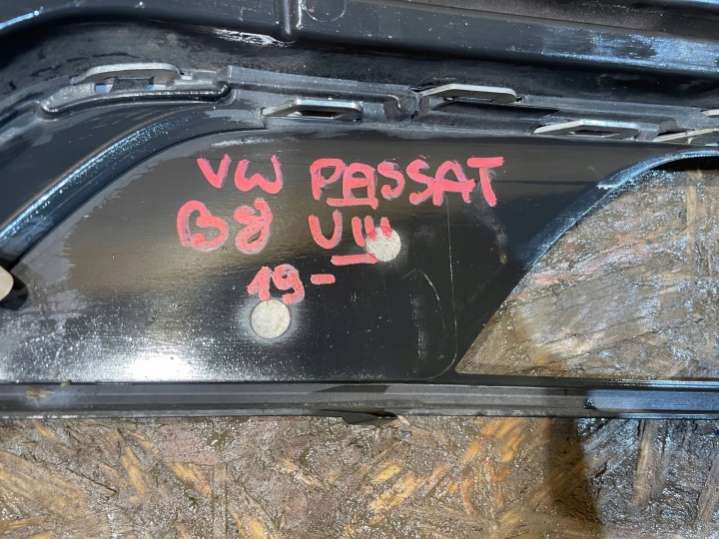 VW PASSAT
B8 VIII
19-